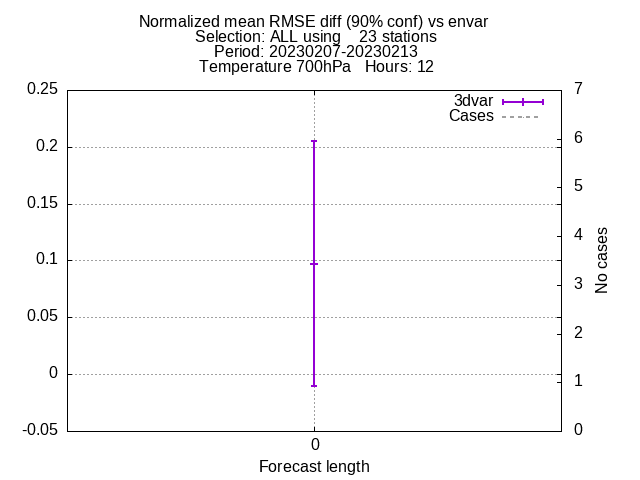 Normalized mean RMSE diff (90% conf) vs envar
Selection: ALL using    23 stations
Period: 20230207-20230213
Temperature 700hPa   Hours: 12
0.25
0.2
0.15
0.1
0.05
0
-0.05
3dvar
Cases
7
6
5
4
3
2
1
0
No cases
0
Forecast length